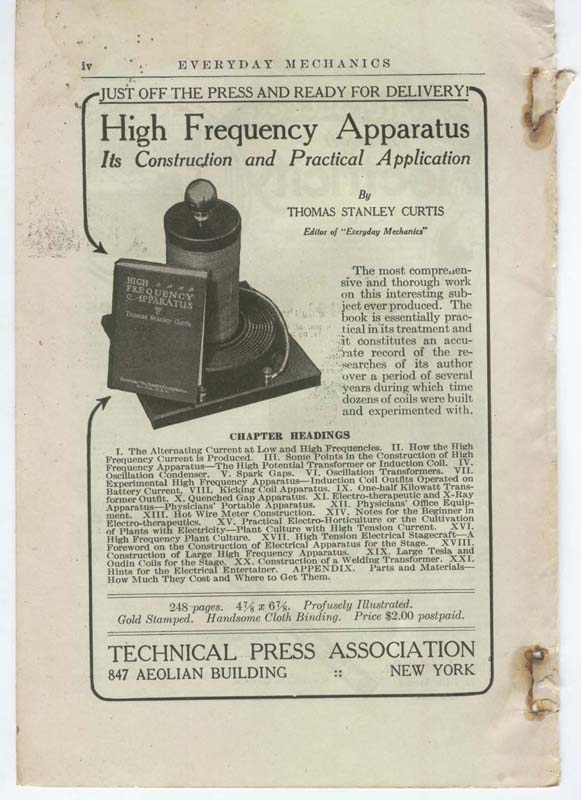 iv EVERYDAY MECHANICS
JUST OFF THE PRESS AND READY FOR DELIVERY!
High Frequency Apparatus
Its Construction and Practical Application
By
THOMAS STANLEY CURTIS
Editor of "Everyday Mechanics"
HIGH
FREQUENCY
APPARATUS
BY
Thomas Stanley Curtis
Everyday Mechanics Company
The most comprehen-
sive and thorough work
on this interesting sub-
ject ever produced. The
book is essentially prac-
tical in its treatment and
it constitutes an accu-
rate record of the re-
searches of its author
over a period of several
years during which time
dozens of coils were built
and experimented with.
CHAPTER HEADINGS
I. The Alternating Current at Low and High Frequencies. II. How the High
Frequency Current is Produced. III. Some Points in the Construction of High
Frequency Apparatus—The High Potential Transformer or Induction Coil. IV.
Oscillation Condenser. V. Spark Gaps. VI. Oscillation Transformers. VII.
Experimental High Frequency Apparatus—Induction Coil Outfits Operated on
Battery Current. VIII. Kicking Coil Apparatus. IX. One-half Kilowatt Trans-
former Outfit. X. Quenched Gap Apparatus. XI. Electro-therapeutic and X-Ray
Apparatus—Physicians' Portable Apparatus. XII. Physicians' Office Equip-
ment. XIII. Hot Wire Meter Construction. XIV. Notes for the Beginner in
Electro-therapeutics. XV. Practical Electro-Horticulture or the Cultivation
of Plants with Electricity—Plant Culture with High Tension Current. XVI.
High Frequency Plant Culture. XVII. High Tension Electrical Stagecraft—A
Foreword on the Construction of Electrical Apparatus for the Stage. XVIII.
Construction of Large High Frequency Apparatus. XIX. Large Tesla and
Oudin Coils for the Stage. XX. Construction of a Welding Transformer. XXI.
Hints for the Electrical Entertainer. APPENDIX. Parts and Materials—
How Much They Cost and Where to Get Them.
248 pages. 4⅞ x 6⅞. Profusely Illustrated.
Gold Stamped. Handsome Cloth Binding. Price $2.00 postpaid.
TECHNICAL PRESS ASSOCIATION
847 AEOLIAN BUILDING :: NEW YORK